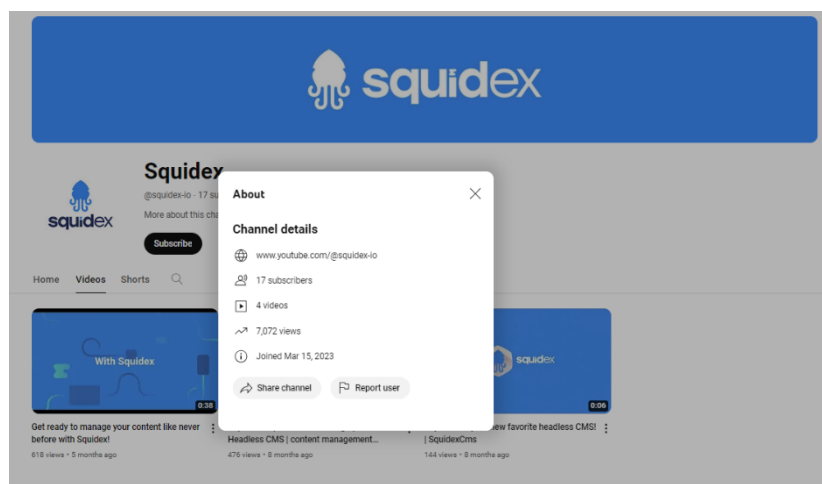 squidex
Squidex
@squidex-io · 17
squidex
More about this
Subscribe
Home Videos Shorts
About
Channel details
www.youtube.com/@squidex-io
17 subscribers
4 videos
7,072 views
Joined Mar 15, 2023
Share channel Report user
With Squidex
0:38
squidex
0:06
Get ready to manage your content like never
before with Squidex!
618 views • 5 months ago
Headless CMS | content management...
476 views • 8 months ago
new favorite headless CMS!
| SquidexCms
144 views • 8 months ago